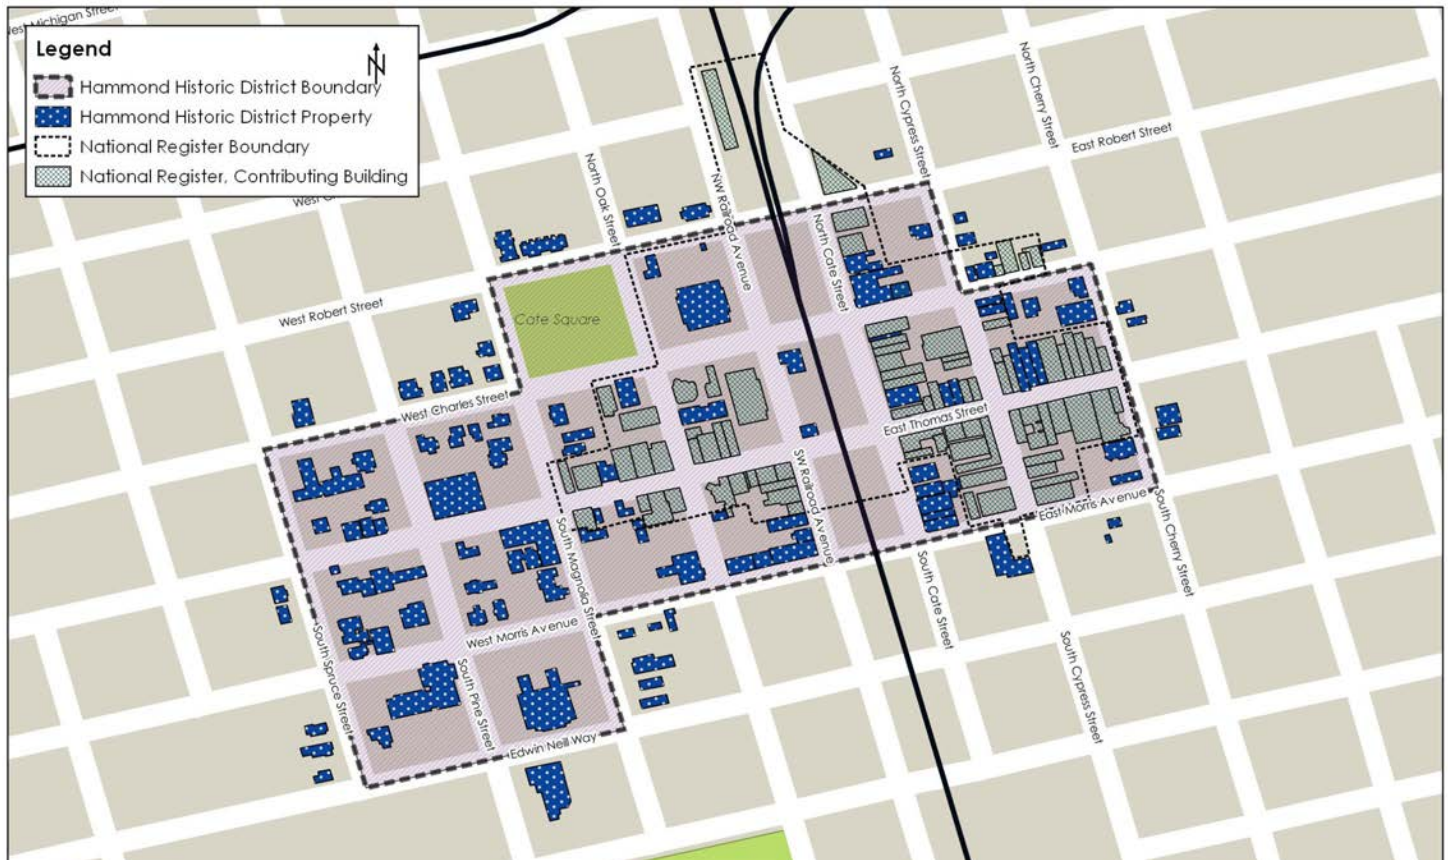 West Michigan Street
Legend
N
Hammond Historic District Boundary
Hammond Historic District Property
National Register Boundary
National Register, Contributing Building
North Cherry Street
North Cypress Street
East Robert Street
North Oak Street
NW Railroad Avenue
North Cate Street
West Robert Street
Cate Square
West Charles Street
East Thomas Street
SW Railroad Avenue
East Morris Avenue
South Cherry Street
South Magnolia Street
South Cate Street
West Morris Avenue
South Spruce Street
South Pine Street
South Cypress Street
Edwin Neill Way